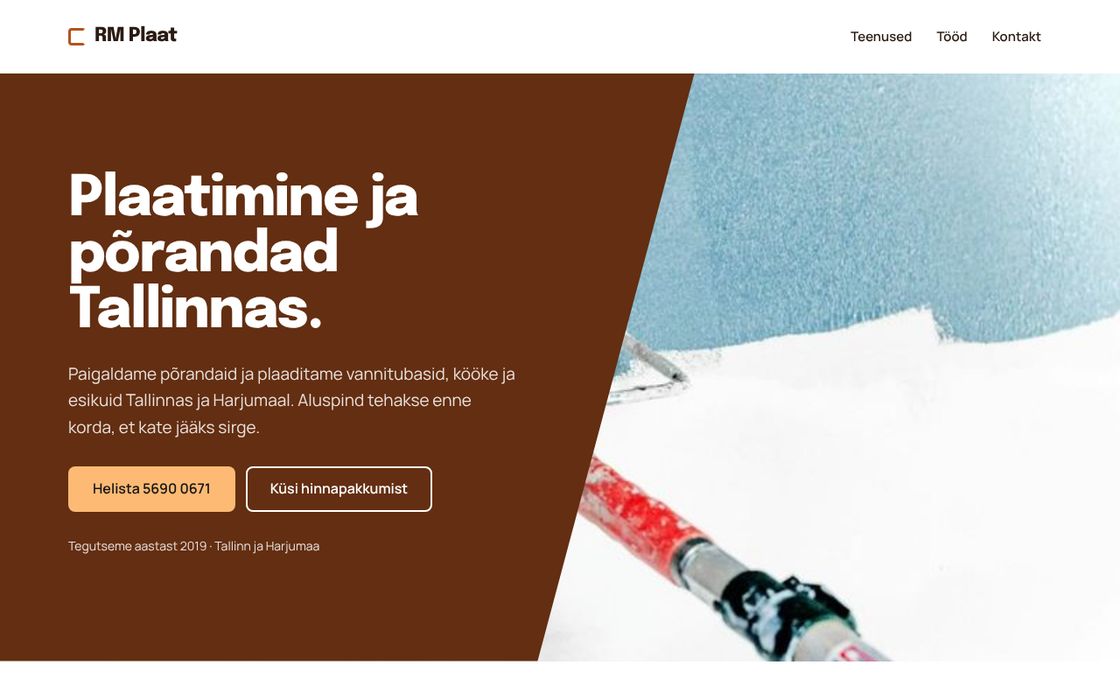 RM Plaat
Teenused
Tööd
Kontakt
Plaatimine ja
põrandad
Tallinnas.
Paigaldame põrandaid ja plaaditame vannitubasid, kööke ja
esikuid Tallinnas ja Harjumaal. Aluspind tehakse enne
korda, et kate jääks sirge.
Helista 5690 0671
Küsi hinnapakkumist
Tegutseme aastast 2019 · Tallinn ja Harjumaa